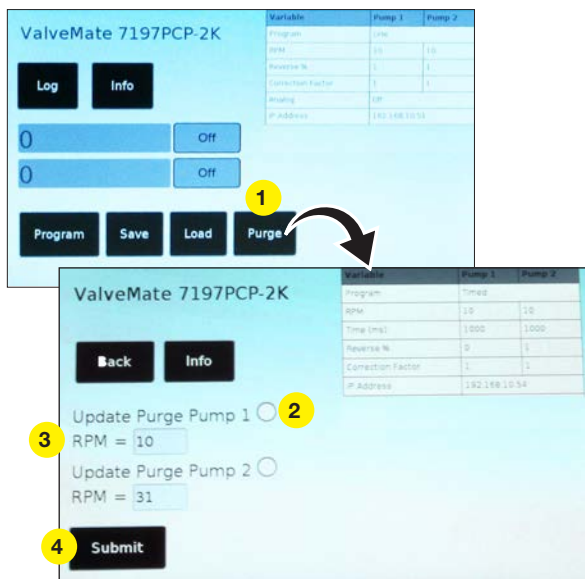 ValveMate 7197PCP-2K
Variable Pump 1 Pump 2
Program Line
RPM 10 10
Reverse % 1 1
Correction Factor 1 1
Analog Off
IP Address 192.168.10.54
Log Info
0 Off
0 Off
1
Program Save Load Purge
ValveMate 7197PCP-2K
Variable Pump 1 Pump 2
Program Timed
RPM 10 10
Time (ms) 1000 1000
Reverse % 0 1
Correction Factor 1 1
IP Address 192.168.10.54
Back Info
Update Purge Pump 1 2
3 RPM = 10
Update Purge Pump 2
RPM = 31
4 Submit